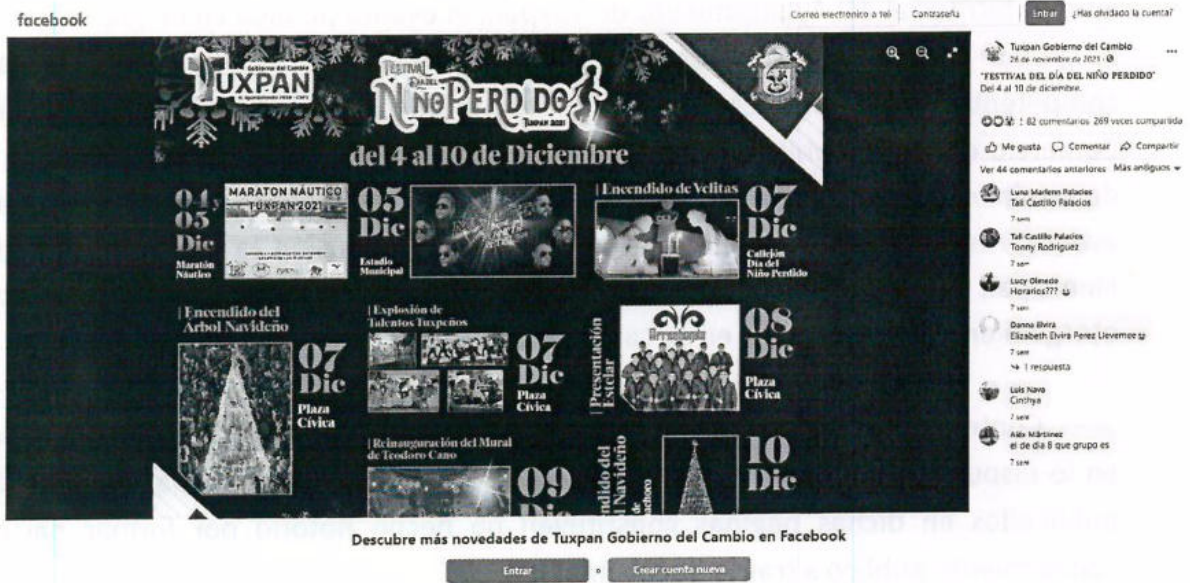 facebook
Correo electrónico o tel Contraseña Entrar ¿Has olvidado la cuenta?
Gobierno del Cambio
TUXPAN
FESTIVAL
DÍA DEL
NIÑO PERDIDO
TUXPAN 2021
del 4 al 10 de Diciembre
04 y
05
Dic
Maratón
Náutico
MARATON NÁUTICO
TUXPAN 2021
05
Dic
Estadio
Municipal
| Encendido de Velitas
07
Dic
Callejón
Día del
Niño Perdido
| Encendido del
Arbol Navideño
07
Dic
Plaza
Cívica
| Explosión de
Talentos Tuxpeños
07
Dic
Plaza
Cívica
| Presentación
Estelar
Arrebatado
08
Dic
Plaza
Cívica
| Reinauguración del Mural
de Teodoro Cano
09
Dic
10
Dic
Tuxpan Gobierno del Cambio
26 de noviembre de 2021
"FESTIVAL DEL DÍA DEL NIÑO PERDIDO"
Del 4 al 10 de diciembre.
82 comentarios 269 veces compartida
Me gusta Comentar Compartir
Ver 44 comentarios anteriores Más antiguos
Luna Marlenn Palacios
Tali Castillo Palacios
7 sem
Tali Castillo Palacios
Tonny Rodriguez
7 sem
Lucy Olmedo
Horarios???
7 sem
Danna Elvira
Elizabeth Elvira Perez Llevemee
7 sem
1 respuesta
Luis Nava
Cinthya
7 sem
Alex Mártiinez
el de dia 8 que grupo es
7 sem
Descubre más novedades de Tuxpan Gobierno del Cambio en Facebook
Entrar o Crear cuenta nueva